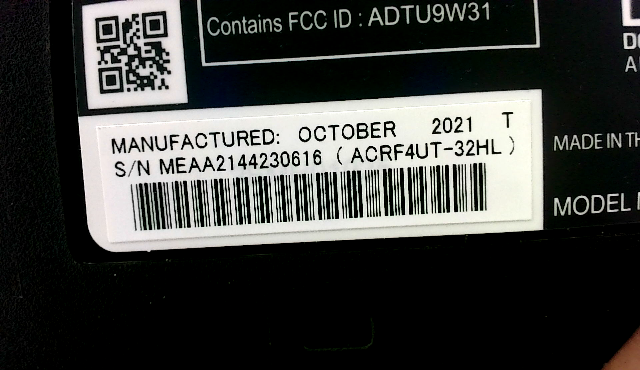 Contains FCC ID : ADTU9W31
MANUFACTURED: OCTOBER 2021 T
S/N MEAA2144230616 ( ACRF4UT-32HL )
MADE IN TH
MODEL